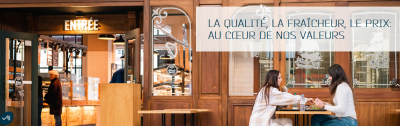 ENTRÉE
LA QUALITÉ, LA FRAÎCHEUR, LE PRIX:
AU CŒUR DE NOS VALEURS